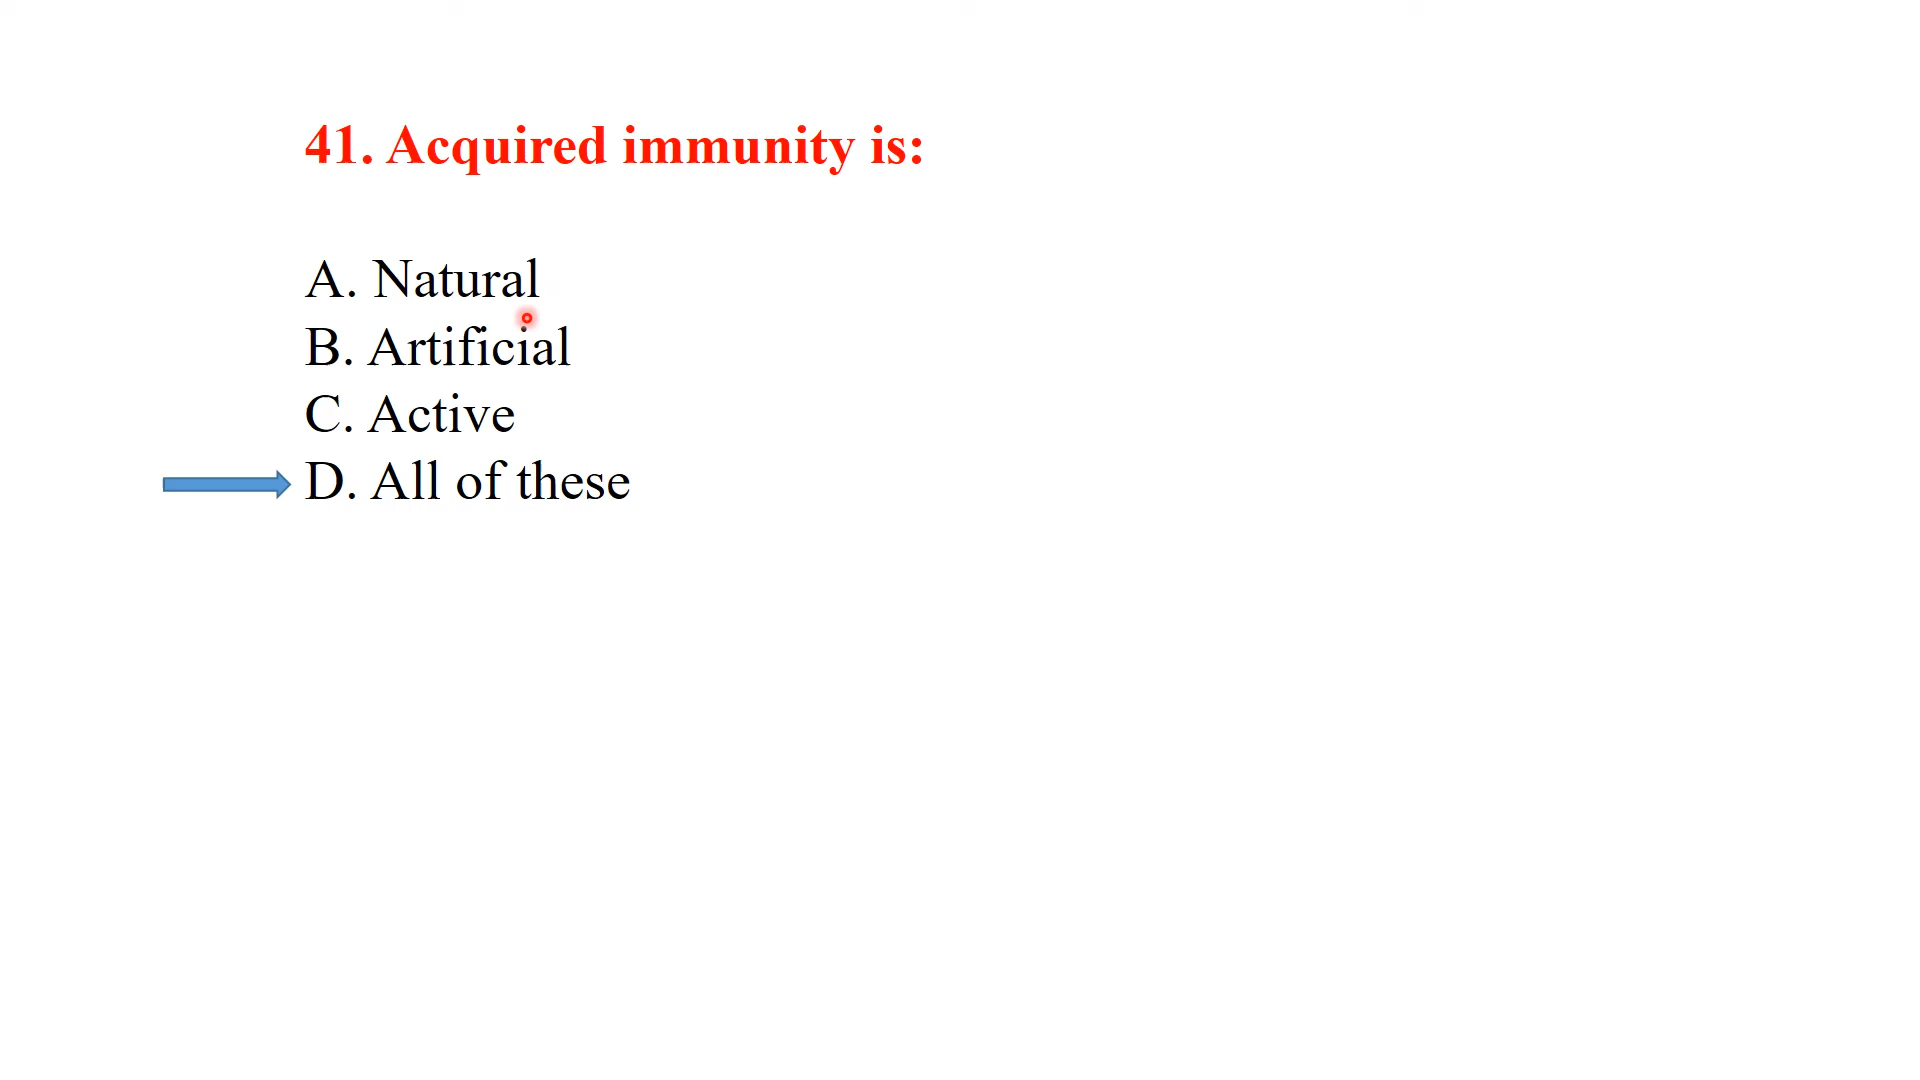 41. Acquired immunity is:
A. Natural
B. Artificial
C. Active
D. All of these